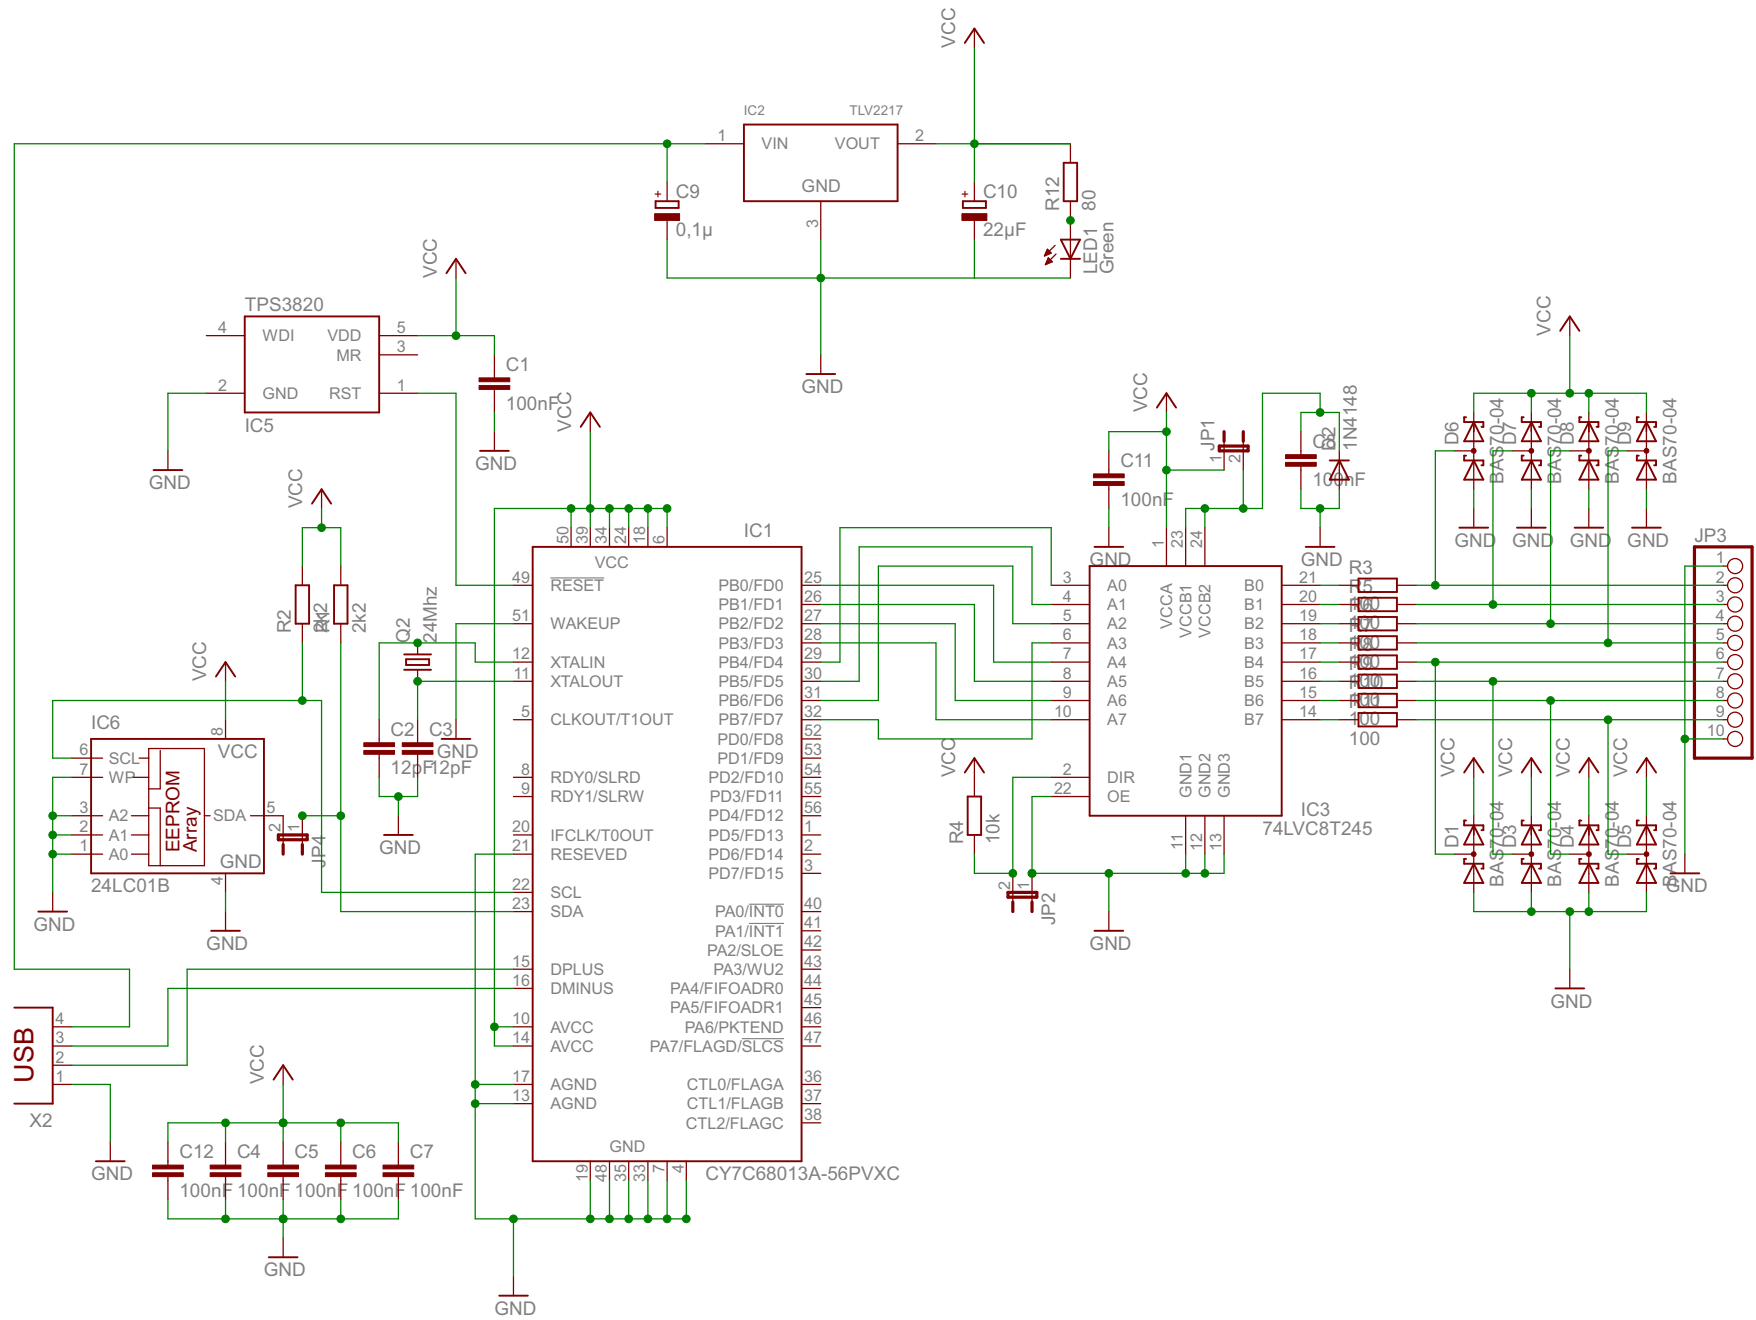 VCC
IC2 TLV2217
1 VIN VOUT 2
GND
3
+ C9
0,1µ
+ C10
22µF
R12
80
LED1
Green
GND
VCC
TPS3820
4 WDI VDD 5
MR 3
2 GND RST 1
IC5
C1
100nF
GND
GND
VCC
VCC
R2
2k2
VCC
IC6
8
VCC
6 SCL
7 WP
3 A2
2 A1
1 A0
EEPROM
Array
SDA 5
GND
4
24LC01B
2 1
JP4
GND
GND
Q2
24Mhz
C2
12pF
C3
12pF
GND
GND
IC1
50 39 34 24 18 6
VCC
49 RESET
51 WAKEUP
12 XTALIN
11 XTALOUT
5 CLKOUT/T1OUT
8 RDY0/SLRD
9 RDY1/SLRW
20 IFCLK/T0OUT
21 RESEVED
22 SCL
23 SDA
15 DPLUS
16 DMINUS
10 AVCC
14 AVCC
17 AGND
13 AGND
PB0/FD0 25
PB1/FD1 26
PB2/FD2 27
PB3/FD3 28
PB4/FD4 29
PB5/FD5 30
PB6/FD6 31
PB7/FD7 32
PD0/FD8 52
PD1/FD9 53
PD2/FD10 54
PD3/FD11 55
PD4/FD12 56
PD5/FD13 1
PD6/FD14 2
PD7/FD15 3
PA0/INT0 40
PA1/INT1 41
PA2/SLOE 42
PA3/WU2 43
PA4/FIFOADR0 44
PA5/FIFOADR1 45
PA6/PKTEND 46
PA7/FLAGD/SLCS 47
CTL0/FLAGA 36
CTL1/FLAGB 37
CTL2/FLAGC 38
GND
19 48 35 33 7 4
CY7C68013A-56PVXC
GND
USB
4
3
2
1
X2
GND
VCC
C12
100nF
C4
100nF
C5
100nF
C6
100nF
C7
100nF
GND
VCC
C11
100nF
GND
JP1
1 2
1N4148
100nF
GND
1 23 24
VCCA
VCCB1
VCCB2
3 A0 B0 21
4 A1 B1 20
5 A2 B2 19
6 A3 B3 18
7 A4 B4 17
8 A5 B5 16
9 A6 B6 15
10 A7 B7 14
2 DIR
22 OE
GND1
GND2
GND3
11 12 13
IC3
74LVC8T245
VCC
R4
10k
2 1
JP2
GND
R3
R5
100
100
VCC
D6
BAS70-04
D7
BAS70-04
D8
BAS70-04
D9
BAS70-04
GND
GND
GND
GND
JP3
1
2
3
4
5
6
7
8
9
10
GND
VCC
VCC
VCC
VCC
D1
BAS70-04
D3
BAS70-04
D4
BAS70-04
D5
BAS70-04
GND